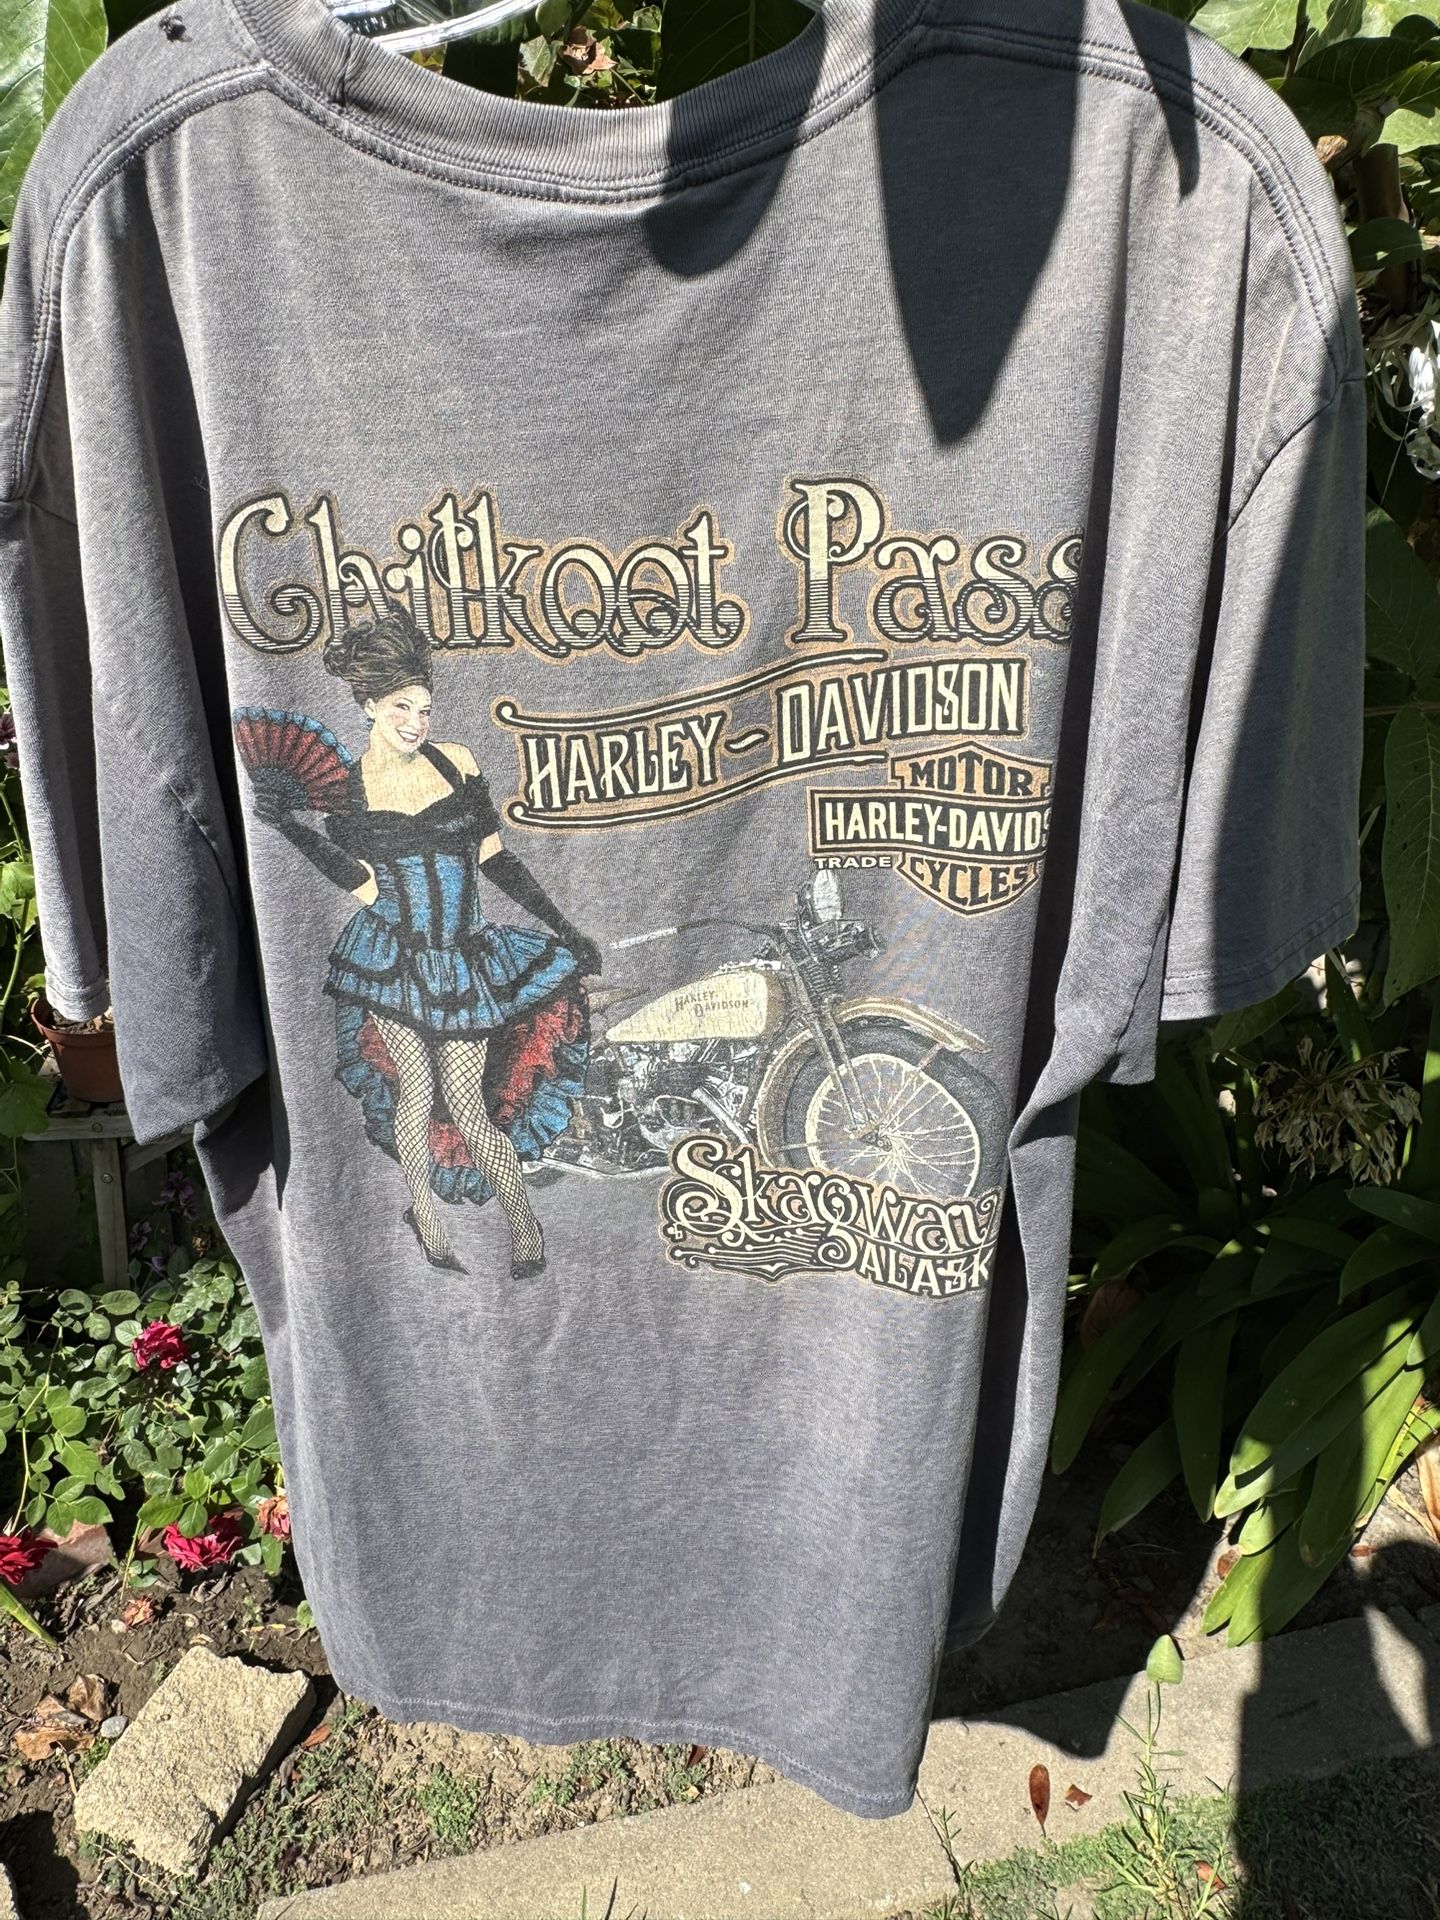 Chilkoot Pass
HARLEY-DAVIDSON
MOTOR
HARLEY-DAVIDS
TRADE
CYCLES
HARLEY-
DAVIDSON
Skagway
ALASK